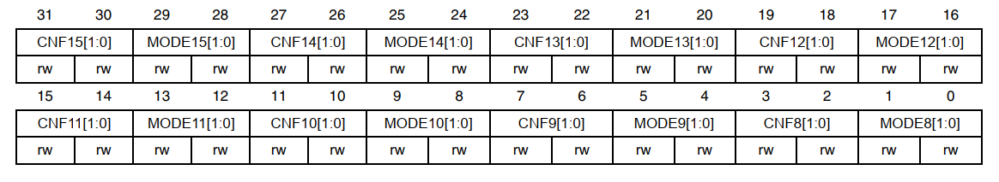 31 30 29 28 27 26 25 24 23 22 21 20 19 18 17 16
CNF15[1:0] MODE15[1:0] CNF14[1:0] MODE14[1:0] CNF13[1:0] MODE13[1:0] CNF12[1:0] MODE12[1:0]
rw rw rw rw rw rw rw rw rw rw rw rw rw rw rw rw
15 14 13 12 11 10 9 8 7 6 5 4 3 2 1 0
CNF11[1:0] MODE11[1:0] CNF10[1:0] MODE10[1:0] CNF9[1:0] MODE9[1:0] CNF8[1:0] MODE8[1:0]
rw rw rw rw rw rw rw rw rw rw rw rw rw rw rw rw